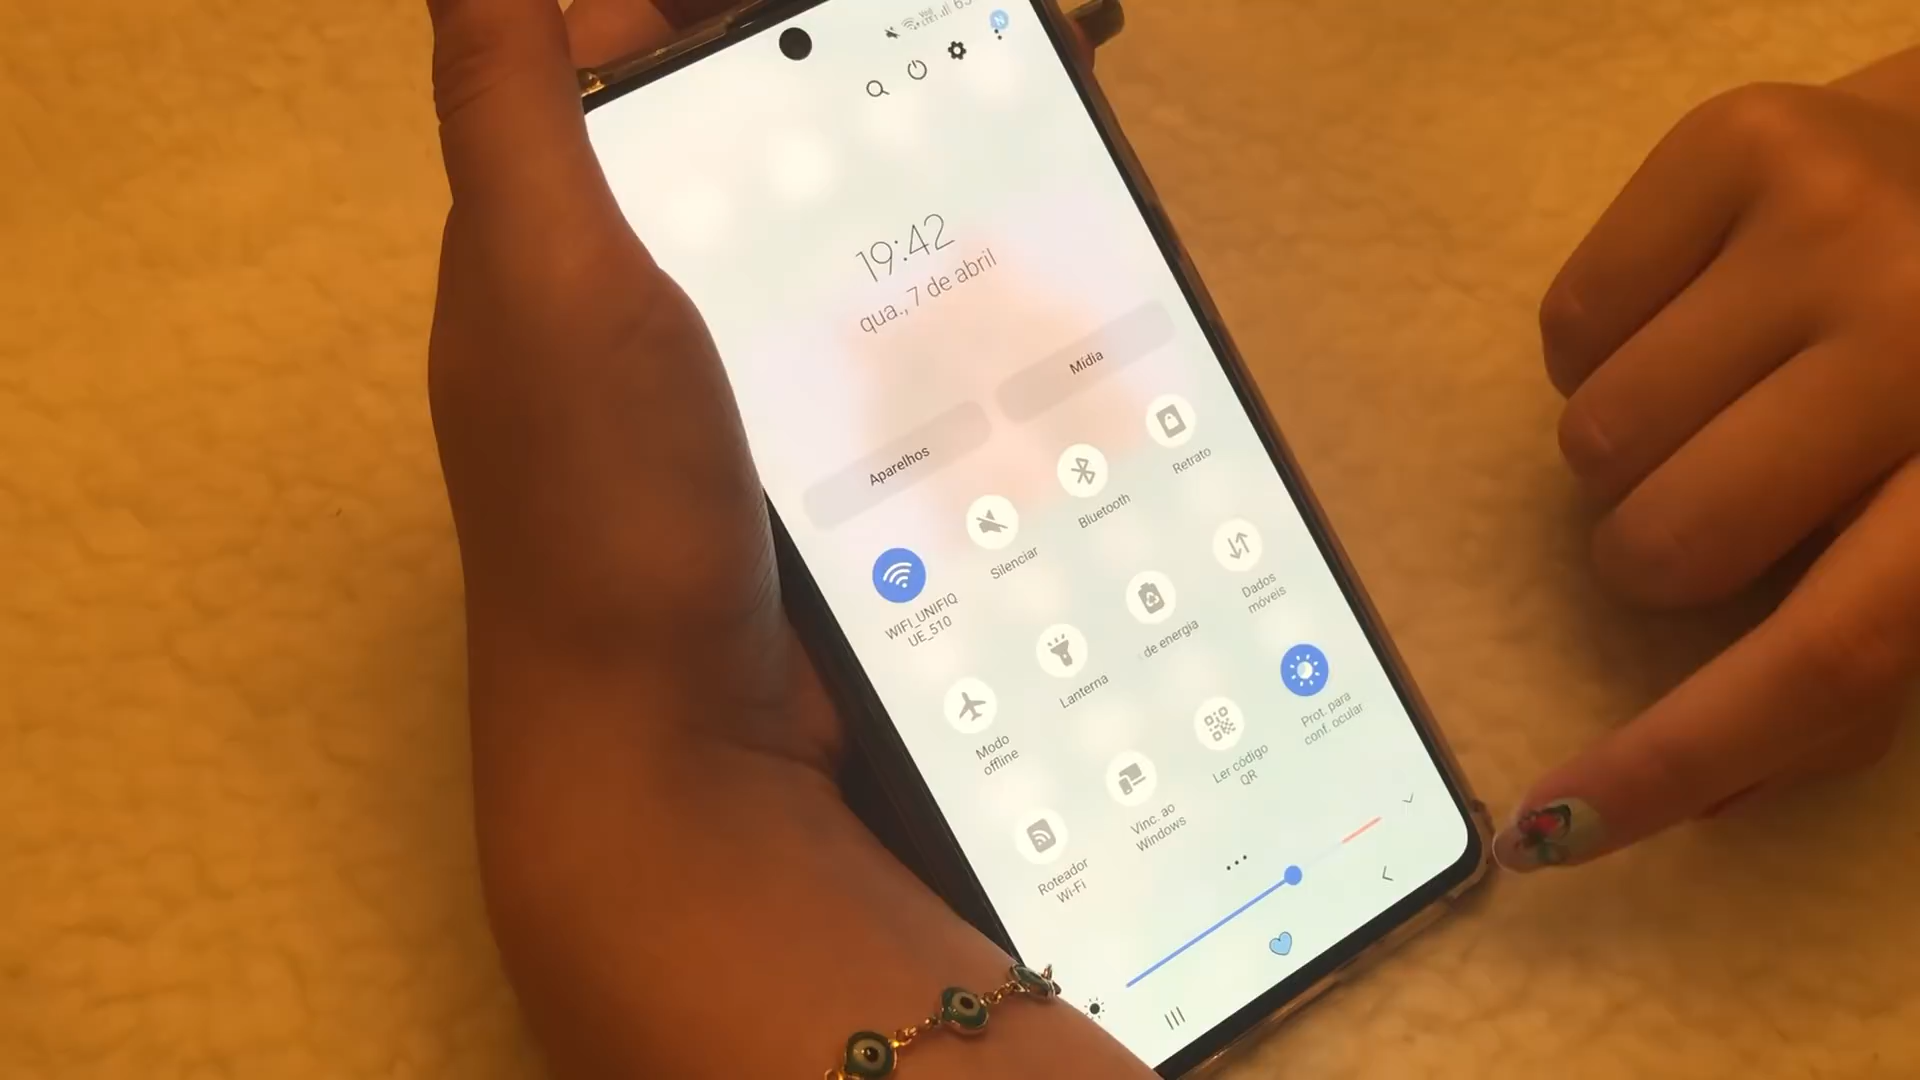 19:42
qua., 7 de abril
Aparelhos
Mídia
WIFI_UNIFIQ
UE_510
Silenciar
Bluetooth
Retrato
Modo
offline
Lanterna
de energia
Dados
móveis
Roteador
Wi-Fi
Vinc. ao
Windows
Ler código
QR
Prot. para
conf. ocular